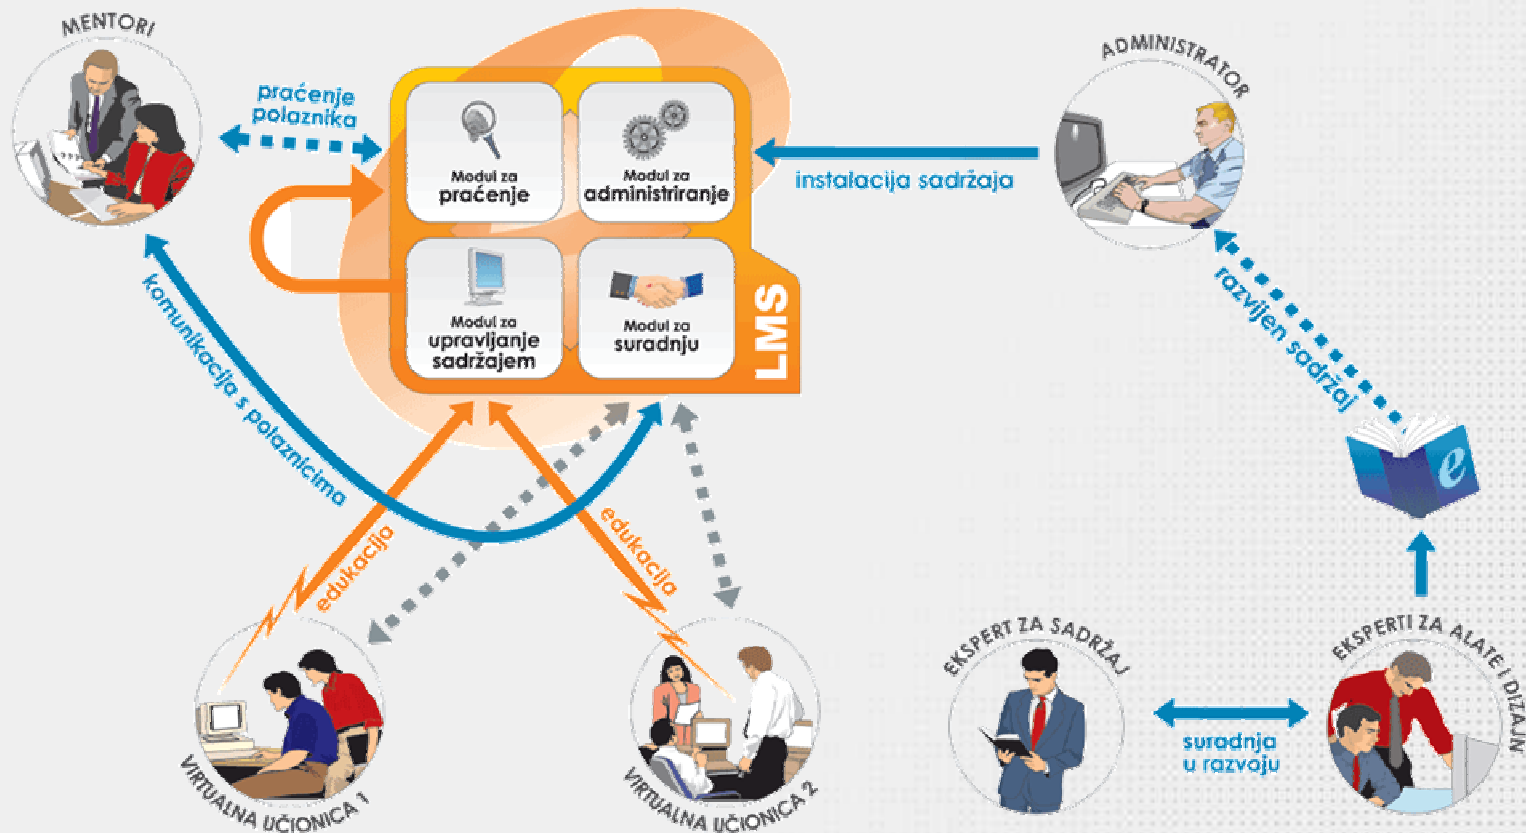 MENTORI
praćenje
polaznika
Modul za
praćenje
Modul za
administriranje
Modul za
upravljanje
sadržajem
Modul za
suradnju
LMS
instalacija sadržaja
ADMINISTRATOR
razvijen sadržaj
komunikacija s polaznicima
edukacija
edukacija
e
VIRTUALNA UČIONICA 1
VIRTUALNA UČIONICA 2
EKSPERT ZA SADRŽAJ
suradnja
u razvoju
EKSPERTI ZA ALATE I DIZAJN